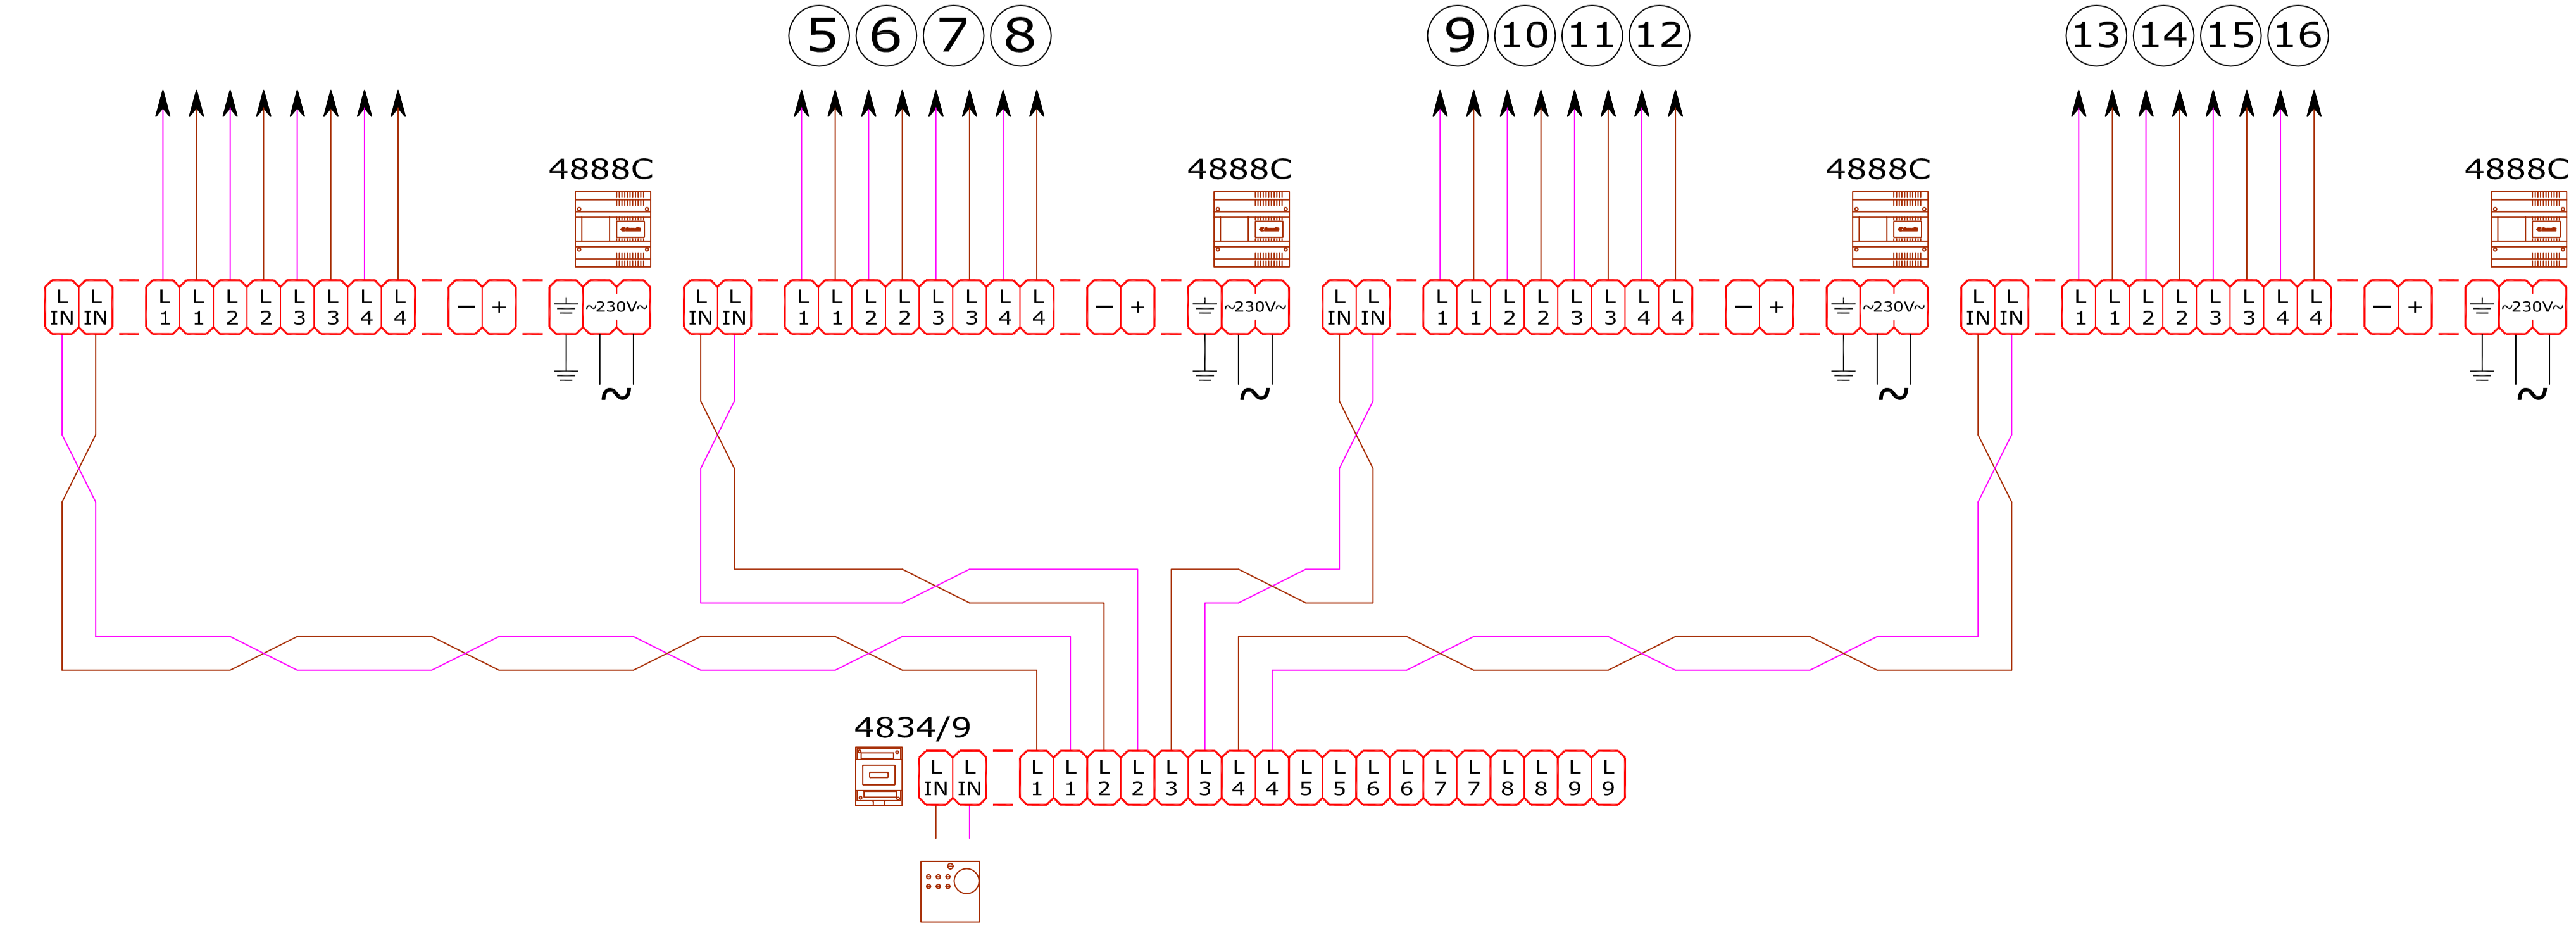 5 6 7 8 9 10 11 12 13 14 15 16
4888C 4888C 4888C 4888C
L L L L L L L L L L L L L L L L L L L L L L L L L L L L L L L L L L L L L L L L
IN IN 1 1 2 2 3 3 4 4 − + ~230V~ IN IN 1 1 2 2 3 3 4 4 − + ~230V~ IN IN 1 1 2 2 3 3 4 4 − + ~230V~ IN IN 1 1 2 2 3 3 4 4 − + ~230V~
~ ~ ~ ~
4834/9
L L L L L L L L L L L L L L L L L L L L
IN IN 1 1 2 2 3 3 4 4 5 5 6 6 7 7 8 8 9 9